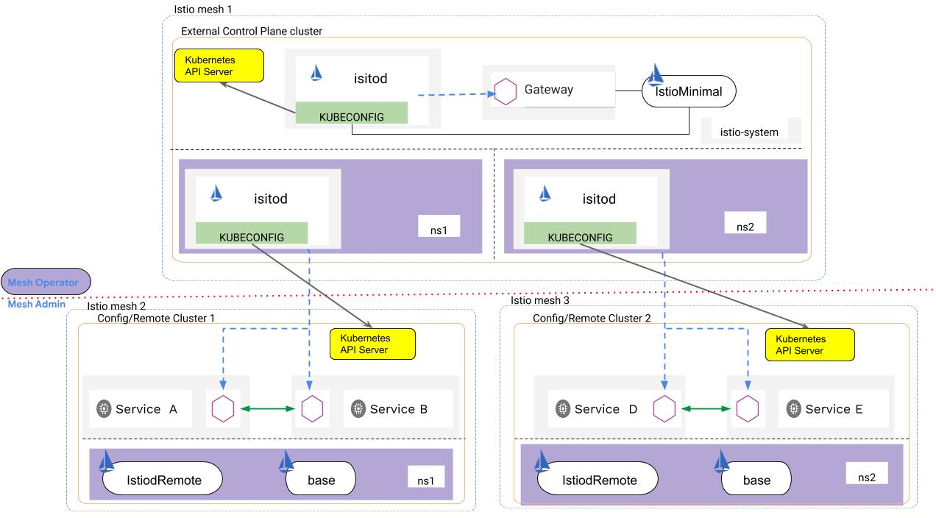 Istio mesh 1
External Control Plane cluster
Kubernetes
API Server
isitod
KUBECONFIG
Gateway
IstioMinimal
istio-system
isitod
KUBECONFIG
ns1
isitod
KUBECONFIG
ns2
Mesh Operator
Mesh Admin
Istio mesh 2
Config/Remote Cluster 1
Kubernetes
API Server
Service A
Service B
IstiodRemote
base
ns1
Istio mesh 3
Config/Remote Cluster 2
Kubernetes
API Server
Service D
Service E
IstiodRemote
base
ns2